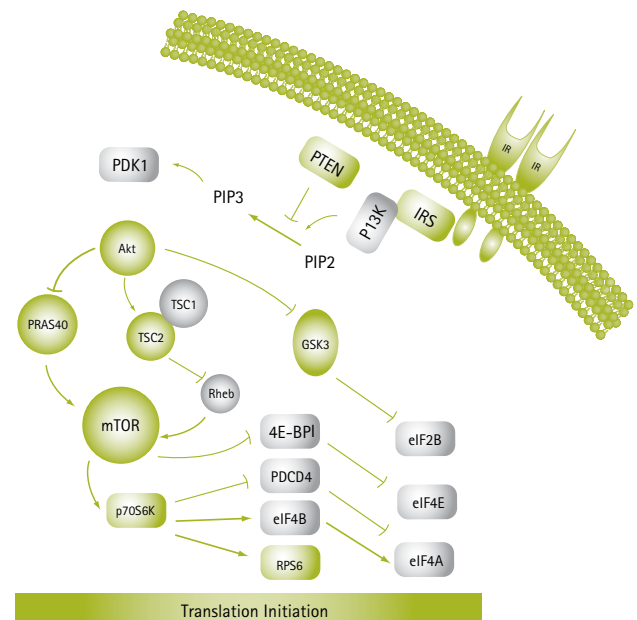 IR
IR
PTEN
PDK1
PIP3
P13K
IRS
PIP2
Akt
TSC1
PRAS40
TSC2
GSK3
Rheb
mTOR
4E-BPl
eIF2B
PDCD4
eIF4E
p70S6K
eIF4B
RPS6
eIF4A
Translation Initiation